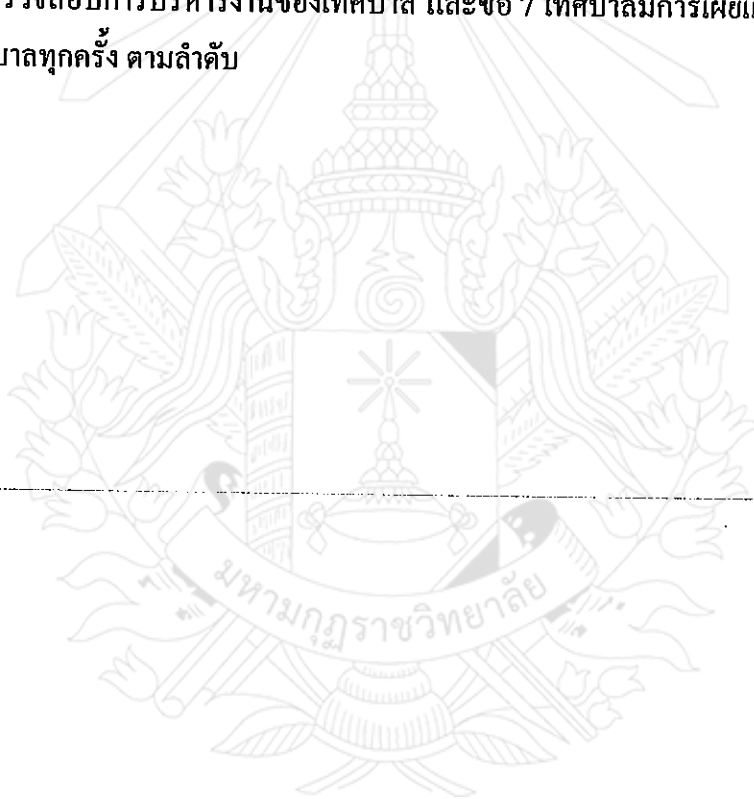 ตรวจสอบการบริหารงานของเทศบาล และข้อ 7 เทศบาลมีการเผยแ
บาลทุกครั้ง ตามลำดับ
มหามกุฏราชวิทยาลัย